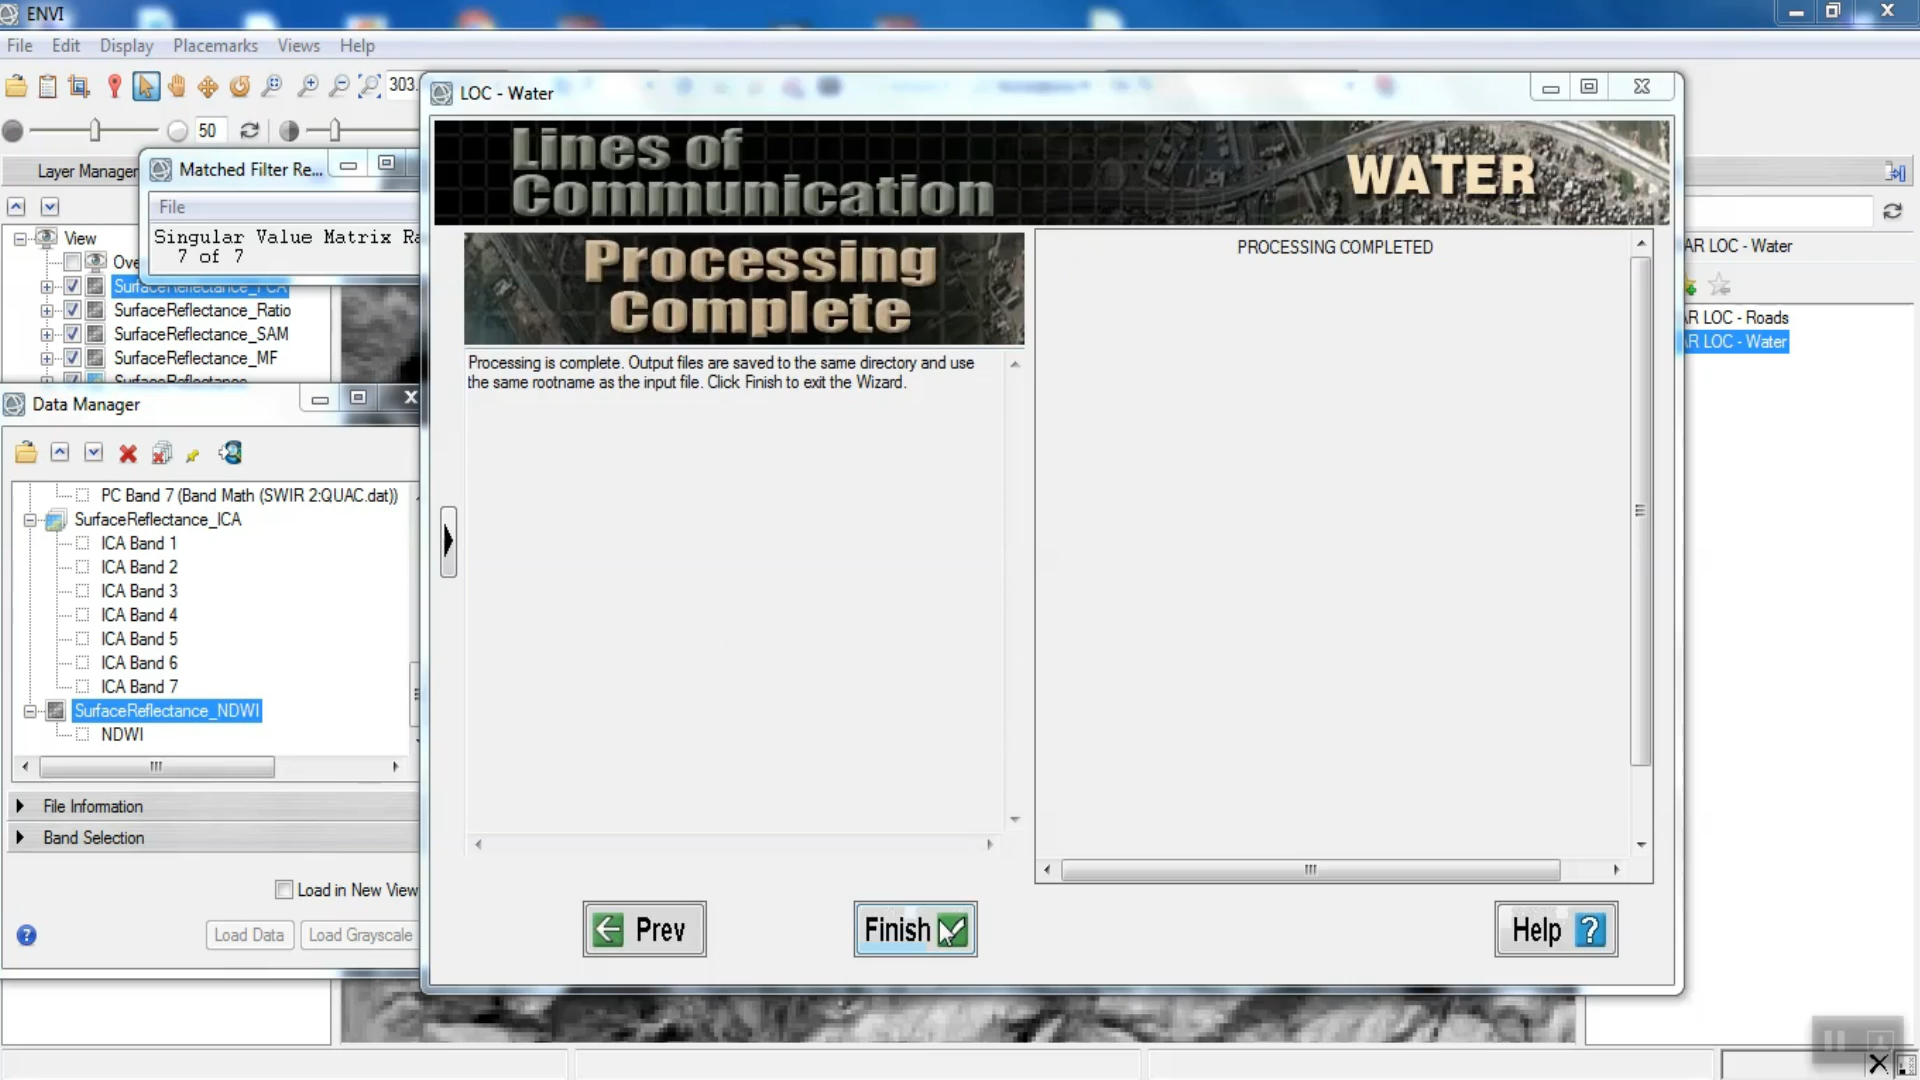 ENVI
File Edit Display Placemarks Views Help
303.
50
Layer Manager
Matched Filter Re...
File
Singular Value Matrix Ra
7 of 7
View
Ove
SurfaceReflectance_PCA
SurfaceReflectance_Ratio
SurfaceReflectance_SAM
SurfaceReflectance_MF
SurfaceReflectance
Data Manager
PC Band 7 (Band Math (SWIR 2:QUAC.dat))
SurfaceReflectance_ICA
ICA Band 1
ICA Band 2
ICA Band 3
ICA Band 4
ICA Band 5
ICA Band 6
ICA Band 7
SurfaceReflectance_NDWI
NDWI
File Information
Band Selection
Load in New View
Load Data Load Grayscale
LOC - Water
Lines of
Communication
WATER
Processing
Complete
Processing is complete. Output files are saved to the same directory and use
the same rootname as the input file. Click Finish to exit the Wizard.
PROCESSING COMPLETED
Prev
Finish
Help ?
AR LOC - Water
AR LOC - Roads
AR LOC - Water